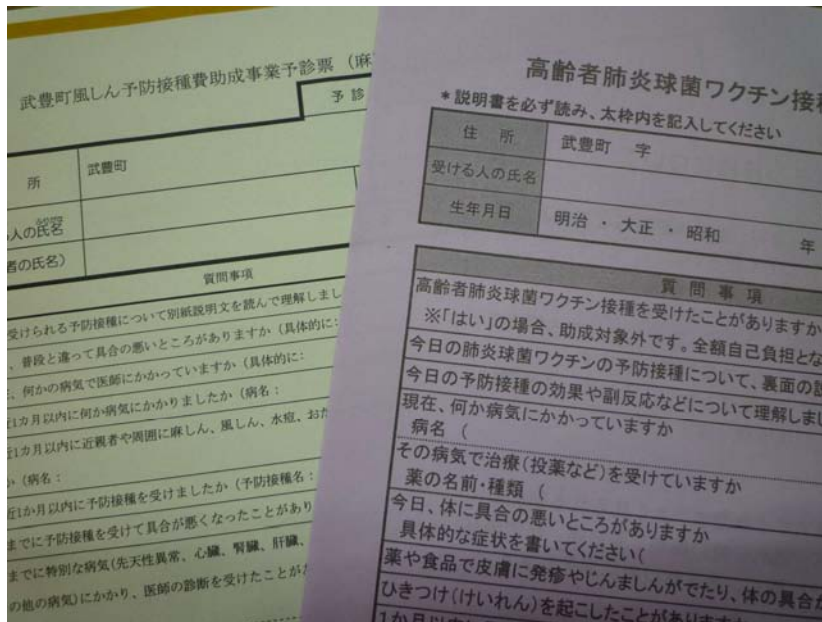 武豊町風しん予防接種費助成事業予診票（麻
予 診
所
武豊町
人の氏名
者の氏名）
質問事項
受けられる予防接種について別紙説明文を読んで理解しまし
、普段と違って具合の悪いところがありますか（具体的に：
、何かの病気で医師にかかっていますか（具体的に：
近1カ月以内に何か病気にかかりましたか（病名：
近1カ月以内に近親者や周囲に麻しん、風しん、水痘、おた
か（病名：
近1か月以内に予防接種を受けましたか（予防接種名：
までに予防接種を受けて具合が悪くなったことがあり
までに特別な病気(先天性異常、心臓、腎臓、肝臓、
の他の病気)にかかり、医師の診断を受けたことが
高齢者肺炎球菌ワクチン接種
＊説明書を必ず読み、太枠内を記入してください
住 所
武豊町 字
受ける人の氏名
生年月日
明治 ・ 大正 ・ 昭和 年
質 問 事 項
高齢者肺炎球菌ワクチン接種を受けたことがありますか
※「はい」の場合、助成対象外です。全額自己負担とな
今日の肺炎球菌ワクチンの予防接種について、裏面の説
今日の予防接種の効果や副反応などについて理解しまし
現在、何か病気にかかっていますか
病名（
その病気で治療（投薬など）を受けていますか
薬の名前・種類（
今日、体に具合の悪いところがありますか
具体的な症状を書いてください（
薬や食品で皮膚に発疹やじんましんがでたり、体の具合が
ひきつけ（けいれん）を起こしたことがありますか